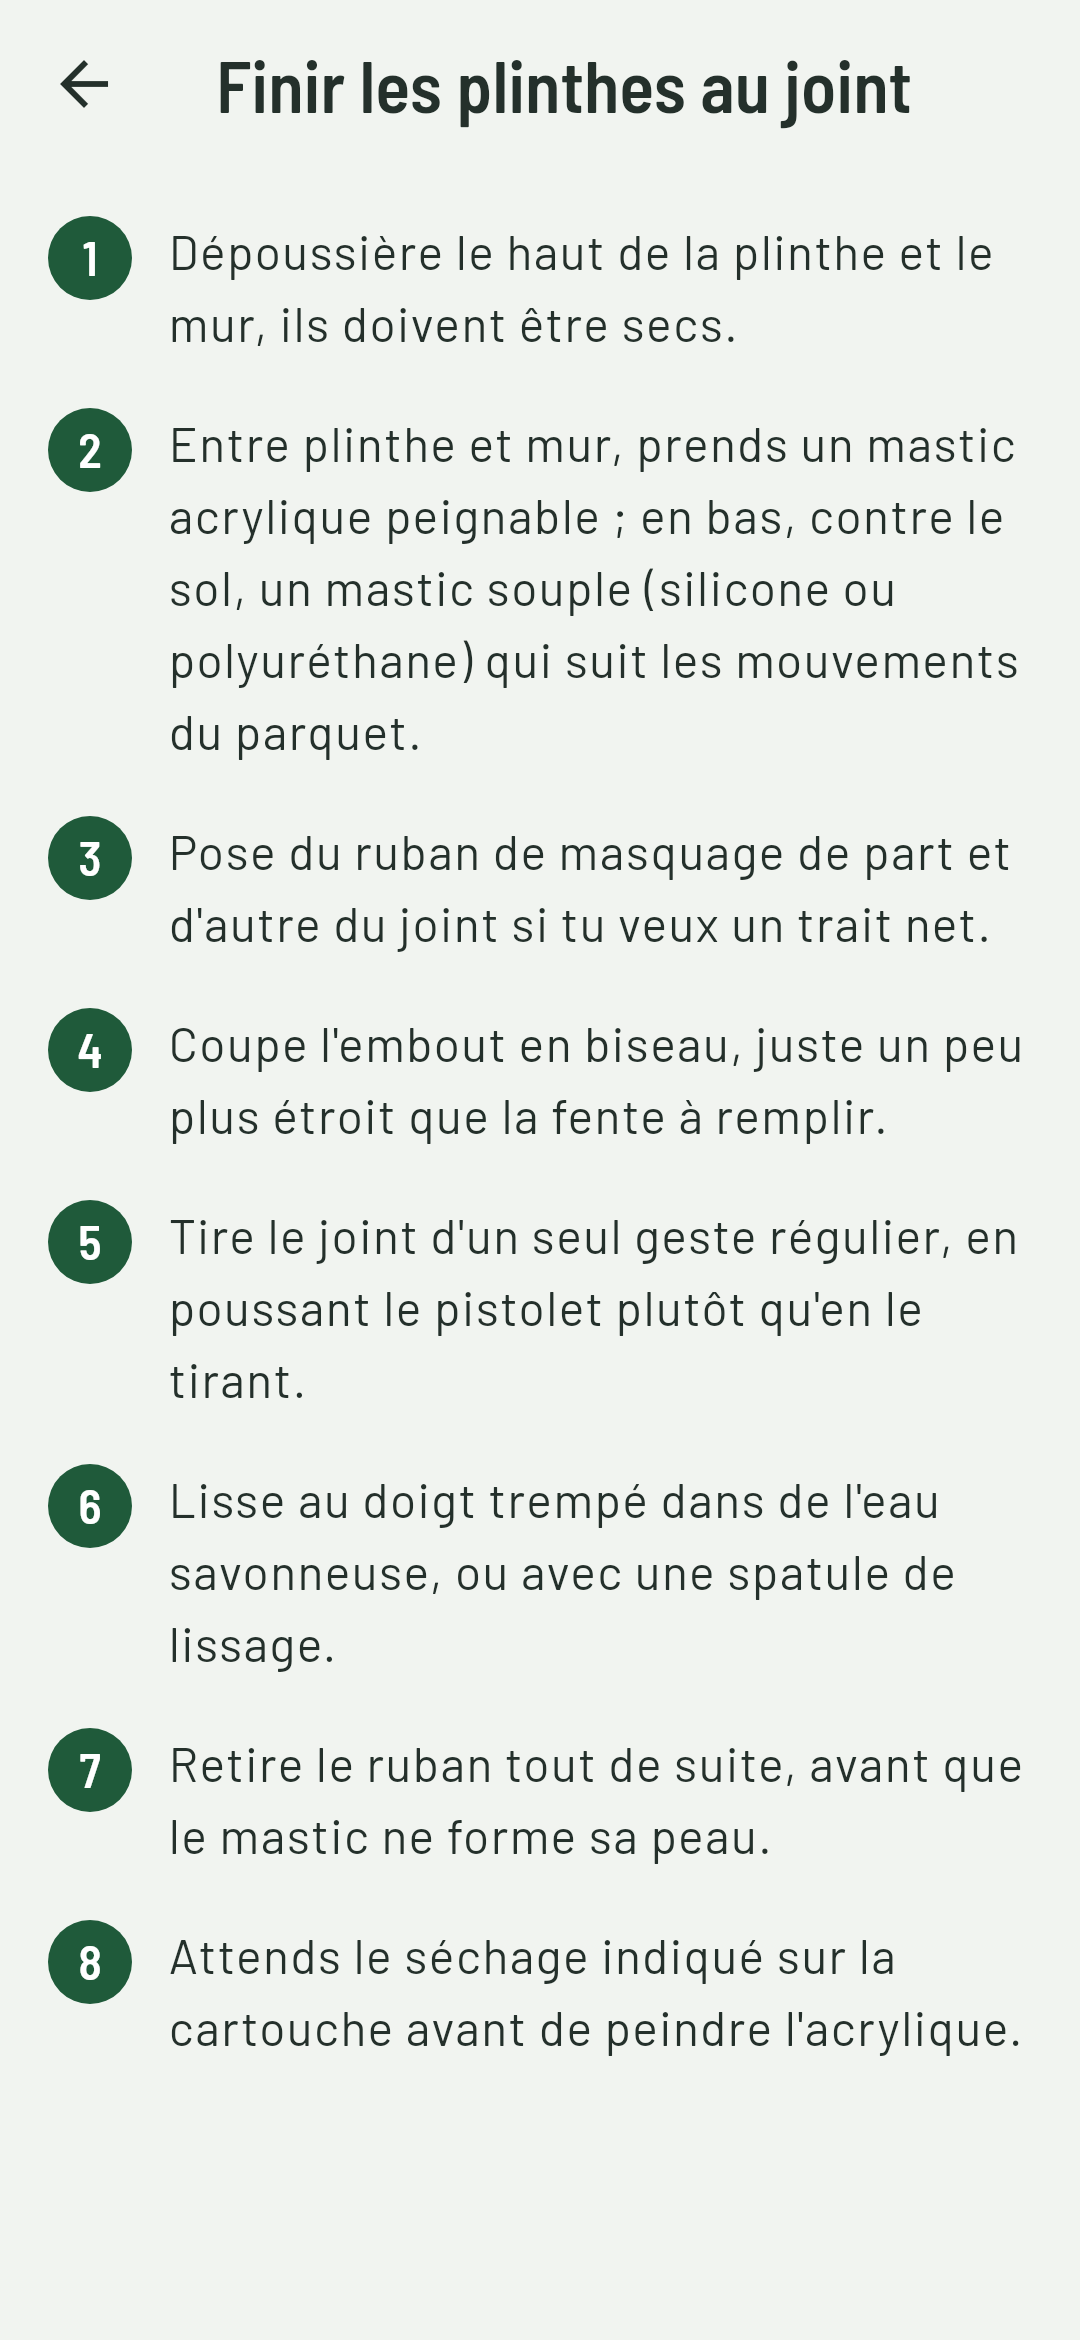 Finir les plinthes au joint
1 Dépoussière le haut de la plinthe et le
mur, ils doivent être secs.
2 Entre plinthe et mur, prends un mastic
acrylique peignable ; en bas, contre le
sol, un mastic souple (silicone ou
polyuréthane) qui suit les mouvements
du parquet.
3 Pose du ruban de masquage de part et
d'autre du joint si tu veux un trait net.
4 Coupe l'embout en biseau, juste un peu
plus étroit que la fente à remplir.
5 Tire le joint d'un seul geste régulier, en
poussant le pistolet plutôt qu'en le
tirant.
6 Lisse au doigt trempé dans de l'eau
savonneuse, ou avec une spatule de
lissage.
7 Retire le ruban tout de suite, avant que
le mastic ne forme sa peau.
8 Attends le séchage indiqué sur la
cartouche avant de peindre l'acrylique.